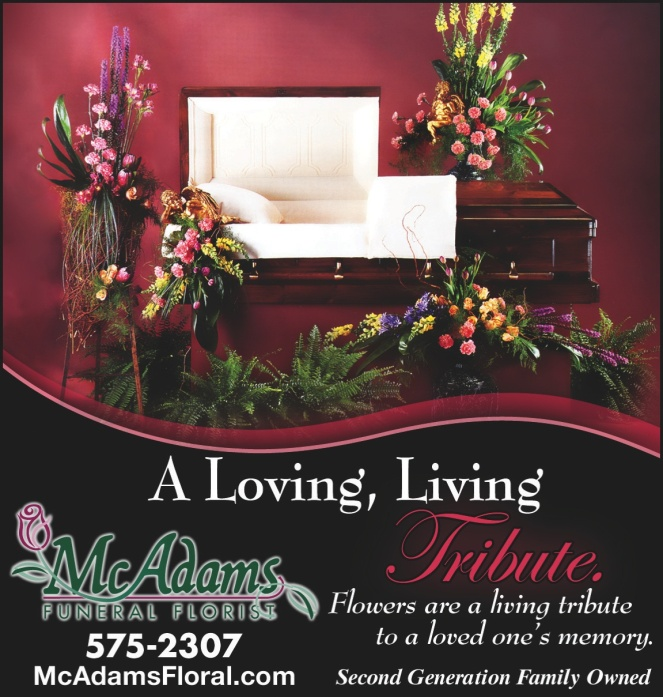 A Loving, Living
Tribute.
McAdams
FUNERAL FLORIST
575-2307
McAdamsFloral.com
Flowers are a living tribute
to a loved one's memory.
Second Generation Family Owned